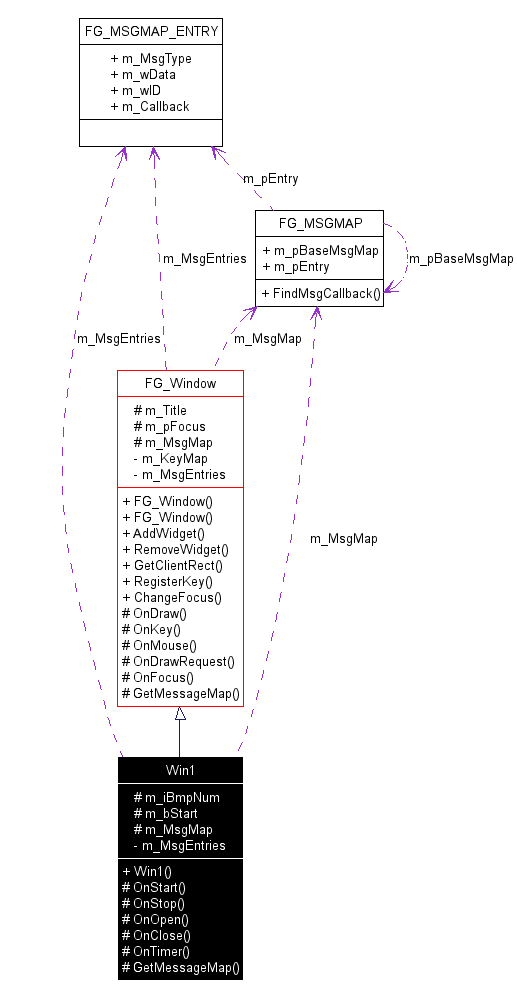 FG_MSGMAP_ENTRY
+ m_MsgType
+ m_wData
+ m_wID
+ m_Callback
m_pEntry
FG_MSGMAP
+ m_pBaseMsgMap
+ m_pEntry
+ FindMsgCallback()
m_pBaseMsgMap
m_MsgEntries
m_MsgEntries
m_MsgMap
FG_Window
# m_Title
# m_pFocus
# m_MsgMap
- m_KeyMap
- m_MsgEntries
+ FG_Window()
+ FG_Window()
+ AddWidget()
+ RemoveWidget()
+ GetClientRect()
+ RegisterKey()
+ ChangeFocus()
# OnDraw()
# OnKey()
# OnMouse()
# OnDrawRequest()
# OnFocus()
# GetMessageMap()
m_MsgMap
Win1
# m_iBmpNum
# m_bStart
# m_MsgMap
- m_MsgEntries
+ Win1()
# OnStart()
# OnStop()
# OnOpen()
# OnClose()
# OnTimer()
# GetMessageMap()